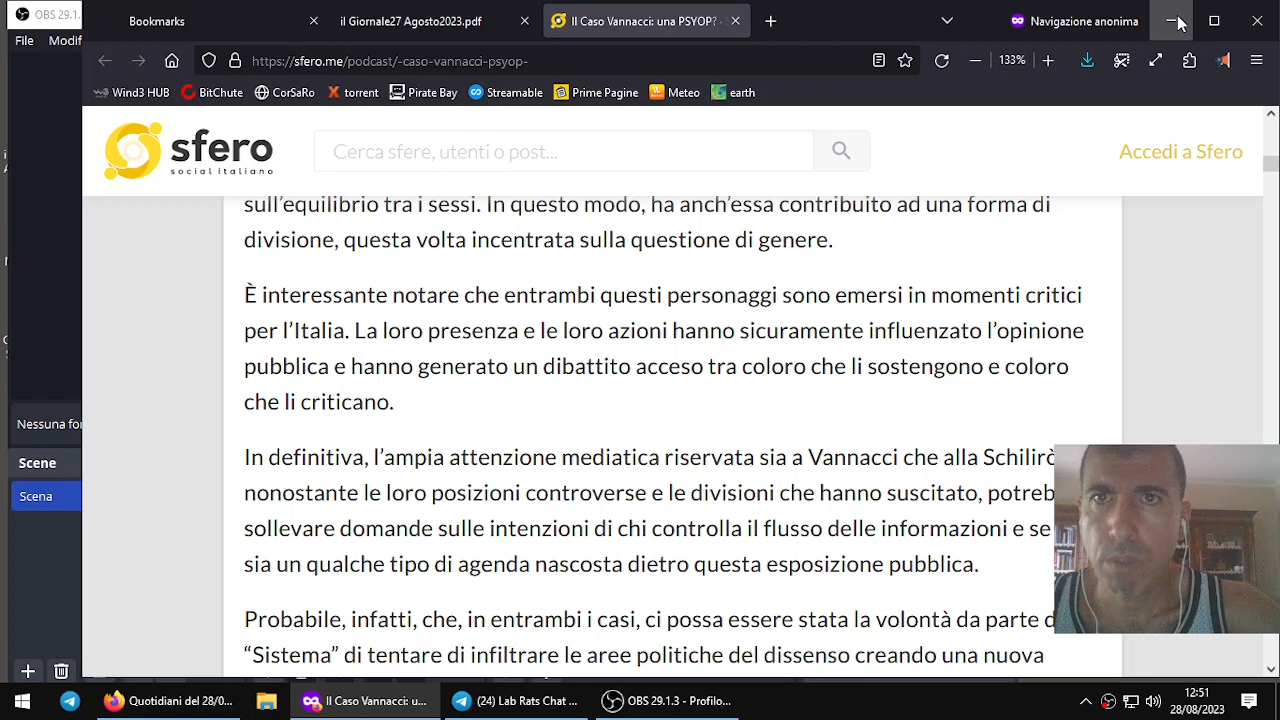 OBS 29.1.
Bookmarks
il Giornale27 Agosto2023.pdf
Il Caso Vannacci: una PSYOP? -
Navigazione anonima
File
Modif
https://sfero.me/podcast/-caso-vannacci-psyop-
133%
Wind3 HUB
BitChute
CorSaRo
torrent
Pirate Bay
Streamable
Prime Pagine
Meteo
earth
sfero
social italiano
Cerca sfere, utenti o post...
Accedi a Sfero
sull'equilibrio tra i sessi. In questo modo, ha anch'essa contribuito ad una forma di
divisione, questa volta incentrata sulla questione di genere.
È interessante notare che entrambi questi personaggi sono emersi in momenti critici
per l'Italia. La loro presenza e le loro azioni hanno sicuramente influenzato l'opinione
pubblica e hanno generato un dibattito acceso tra coloro che li sostengono e coloro
che li criticano.
In definitiva, l'ampia attenzione mediatica riservata sia a Vannacci che alla Schilirò
nonostante le loro posizioni controverse e le divisioni che hanno suscitato, potreb
sollevare domande sulle intenzioni di chi controlla il flusso delle informazioni e se
sia un qualche tipo di agenda nascosta dietro questa esposizione pubblica.
Probabile, infatti, che, in entrambi i casi, ci possa essere stata la volontà da parte d
“Sistema” di tentare di infiltrare le aree politiche del dissenso creando una nuova
Nessuna for
Scene
Scena
Quotidiani del 28/0...
Il Caso Vannacci: u...
(24) Lab Rats Chat ...
OBS 29.1.3 - Profilo...
12:51
28/08/2023